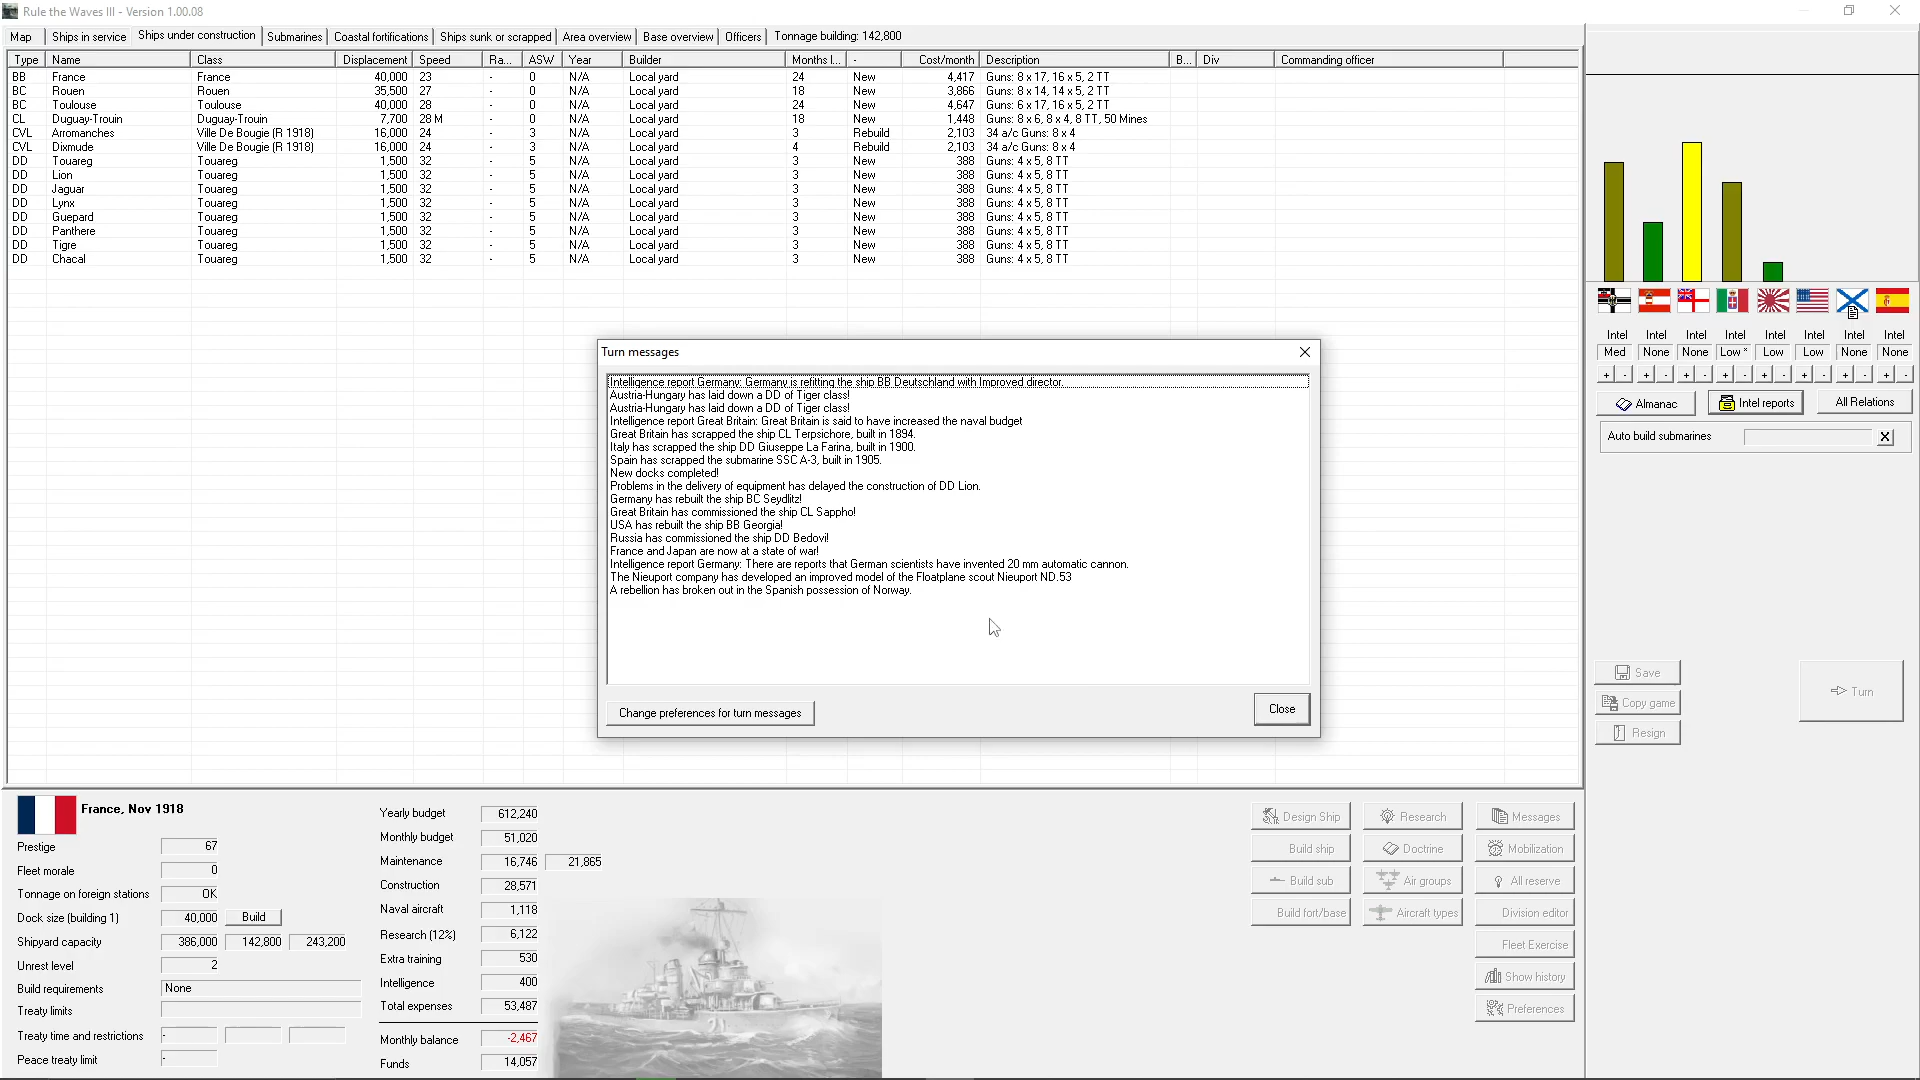 Rule the Waves III - Version 1.00.08
Map Ships in service Ships under construction Submarines Coastal fortifications Ships sunk or scrapped Area overview Base overview Officers Tonnage building: 142,800
Type Name Class Displacement Speed Ra... ASW Year Builder Months l... - Cost/month Description B... Div Commanding officer
BB France France 40,000 23 - 0 N/A Local yard 24 New 4,417 Guns: 8 x 17, 16 x 5, 2 TT
BC Rouen Rouen 35,500 27 - 0 N/A Local yard 18 New 3,866 Guns: 8 x 14, 14 x 5, 2 TT
BC Toulouse Toulouse 40,000 28 - 0 N/A Local yard 24 New 4,647 Guns: 6 x 17, 16 x 5, 2 TT
CL Duguay-Trouin Duguay-Trouin 7,700 28 M - 0 N/A Local yard 18 New 1,448 Guns: 8 x 6, 8 x 4, 8 TT, 50 Mines
CVL Arromanches Ville De Bougie (R 1918) 16,000 24 - 3 N/A Local yard 3 Rebuild 2,103 34 a/c Guns: 8 x 4
CVL Dixmude Ville De Bougie (R 1918) 16,000 24 - 3 N/A Local yard 4 Rebuild 2,103 34 a/c Guns: 8 x 4
DD Touareg Touareg 1,500 32 - 5 N/A Local yard 3 New 388 Guns: 4 x 5, 8 TT
DD Lion Touareg 1,500 32 - 5 N/A Local yard 3 New 388 Guns: 4 x 5, 8 TT
DD Jaguar Touareg 1,500 32 - 5 N/A Local yard 3 New 388 Guns: 4 x 5, 8 TT
DD Lynx Touareg 1,500 32 - 5 N/A Local yard 3 New 388 Guns: 4 x 5, 8 TT
DD Guepard Touareg 1,500 32 - 5 N/A Local yard 3 New 388 Guns: 4 x 5, 8 TT
DD Panthere Touareg 1,500 32 - 5 N/A Local yard 3 New 388 Guns: 4 x 5, 8 TT
DD Tigre Touareg 1,500 32 - 5 N/A Local yard 3 New 388 Guns: 4 x 5, 8 TT
DD Chacal Touareg 1,500 32 - 5 N/A Local yard 3 New 388 Guns: 4 x 5, 8 TT
Turn messages
Intelligence report Germany: Germany is refitting the ship BB Deutschland with Improved director.
Austria-Hungary has laid down a DD of Tiger class!
Austria-Hungary has laid down a DD of Tiger class!
Intelligence report Great Britain: Great Britain is said to have increased the naval budget
Great Britain has scrapped the ship CL Terpsichore, built in 1894.
Italy has scrapped the ship DD Giuseppe La Farina, built in 1900.
Spain has scrapped the submarine SSC A-3, built in 1905.
New docks completed!
Problems in the delivery of equipment has delayed the construction of DD Lion.
Germany has rebuilt the ship BC Seydlitz!
Great Britain has commissioned the ship CL Sappho!
USA has rebuilt the ship BB Georgia!
Russia has commissioned the ship DD Bedovi!
France and Japan are now at a state of war!
Intelligence report Germany: There are reports that German scientists have invented 20 mm automatic cannon.
The Nieuport company has developed an improved model of the Floatplane scout Nieuport ND.53
A rebellion has broken out in the Spanish possession of Norway.
Change preferences for turn messages Close
Intel Intel Intel Intel Intel Intel Intel Intel
Med None None Low * Low Low None None
+ - + - + - + - + - + - + - + -
Almanac Intel reports All Relations
Auto build submarines X
Save
Copy game
Resign
Turn
France, Nov 1918
Prestige 67
Fleet morale 0
Tonnage on foreign stations OK
Dock size (building 1) 40,000 Build
Shipyard capacity 386,000 142,800 243,200
Unrest level 2
Build requirements None
Treaty limits
Treaty time and restrictions -
Peace treaty limit -
Yearly budget 612,240
Monthly budget 51,020
Maintenance 16,746 21,865
Construction 28,571
Naval aircraft 1,118
Research (12%) 6,122
Extra training 530
Intelligence 400
Total expenses 53,487
Monthly balance -2,467
Funds 14,057
Design Ship Research Messages
Build ship Doctrine Mobilization
Build sub Air groups All reserve
Build fort/base Aircraft types Division editor
Fleet Exercise
Show history
Preferences